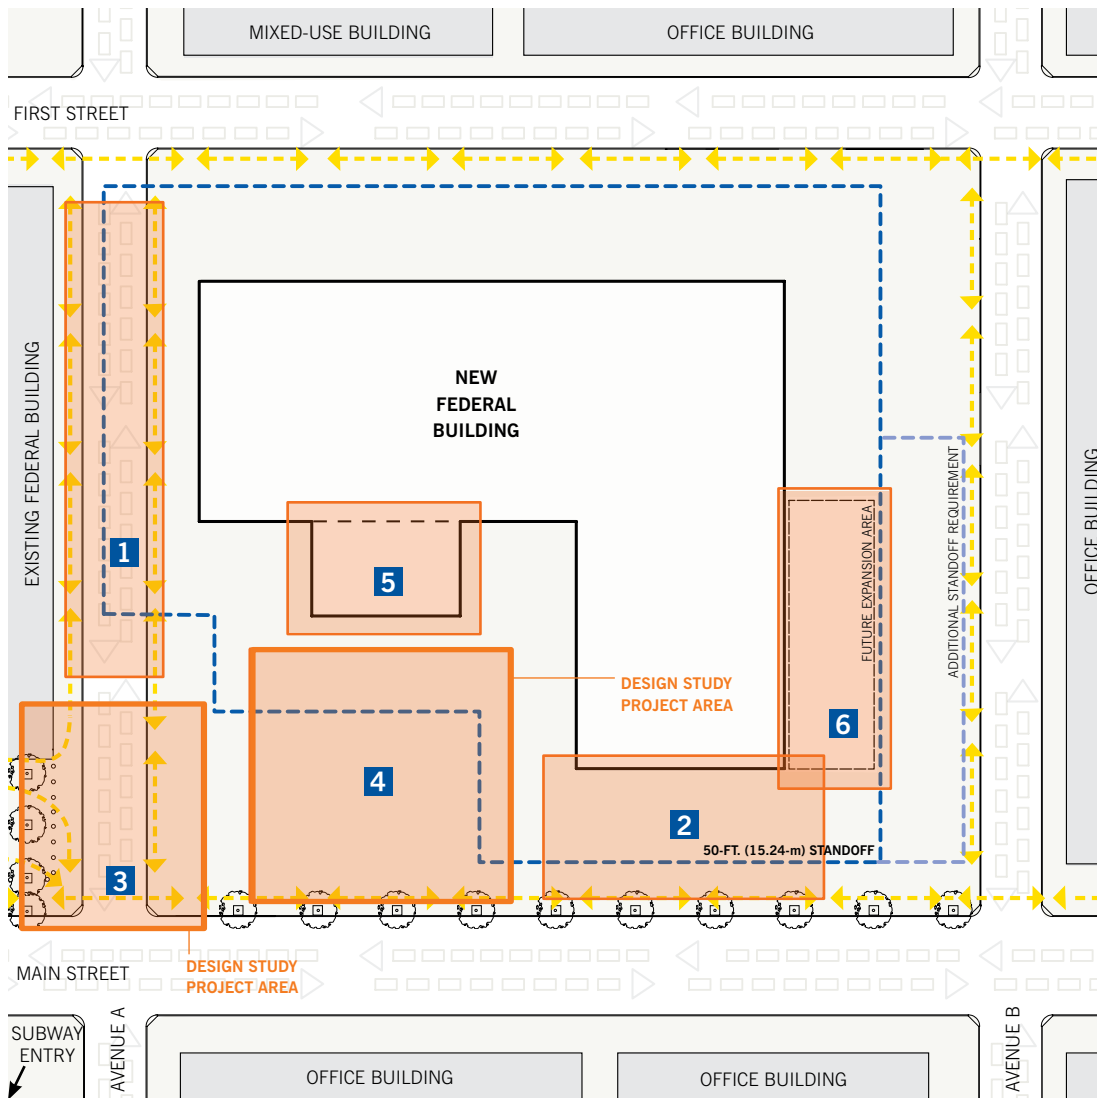 MIXED-USE BUILDING
OFFICE BUILDING
FIRST STREET
NEW
FEDERAL
BUILDING
EXISTING FEDERAL BUILDING
OFFICE BUILDING
ADDITIONAL STANDOFF REQUIREMENT
FUTURE EXPANSION AREA
1
5
DESIGN STUDY
PROJECT AREA
6
4
2
50-FT. (15.24-m) STANDOFF
3
MAIN STREET
DESIGN STUDY
PROJECT AREA
SUBWAY
ENTRY
AVENUE A
AVENUE B
OFFICE BUILDING
OFFICE BUILDING